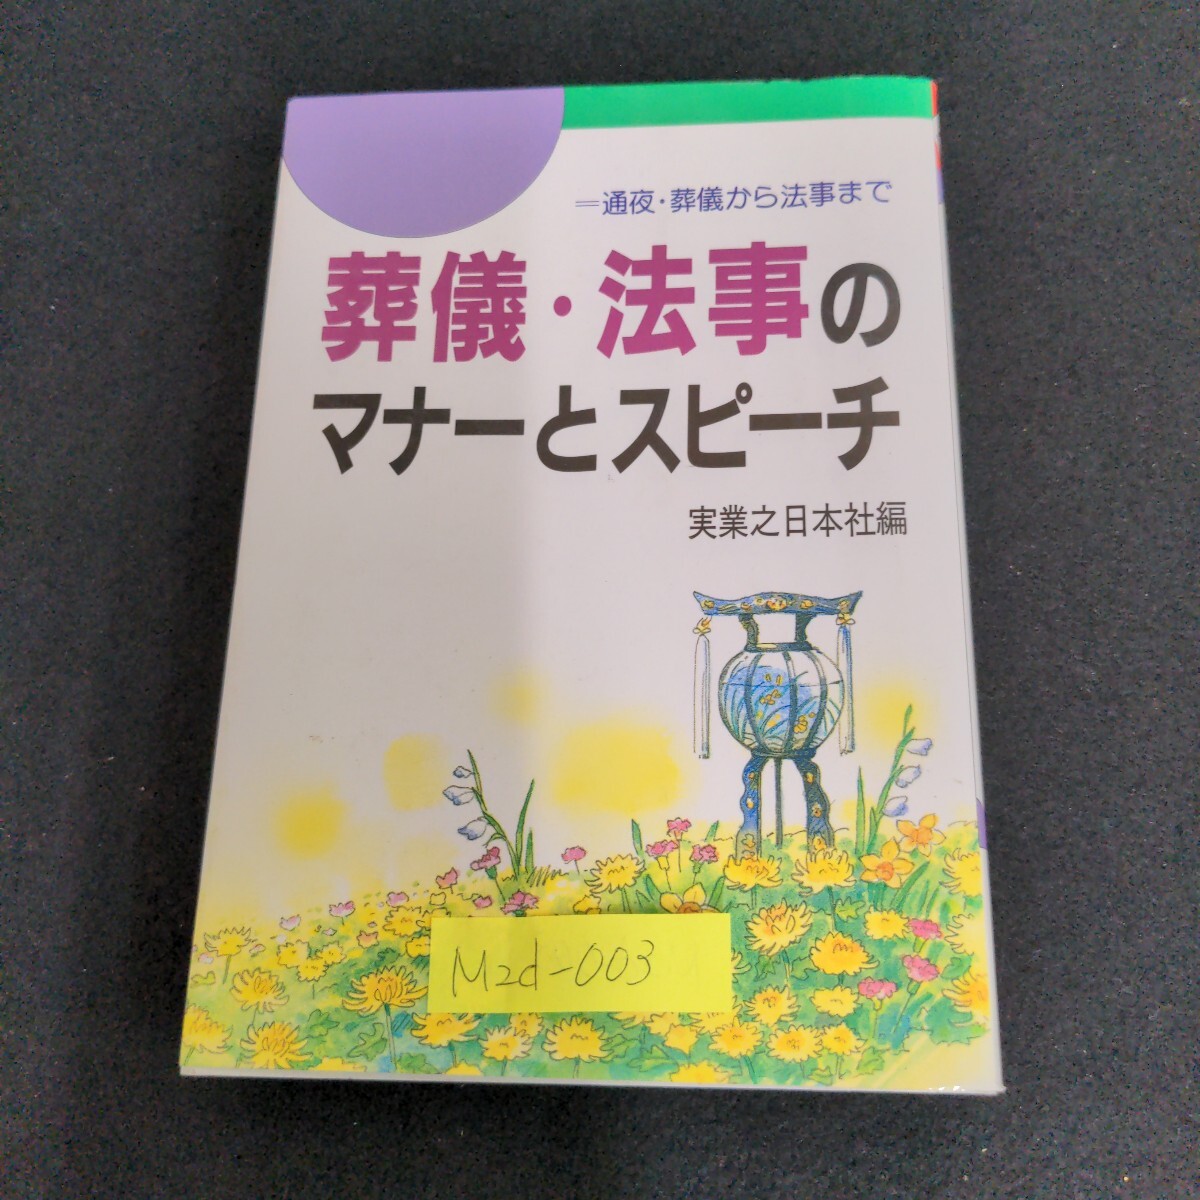 =通夜・葬儀から法事まで
葬儀・法事の
マナーとスピーチ
実業之日本社編
M2d-003